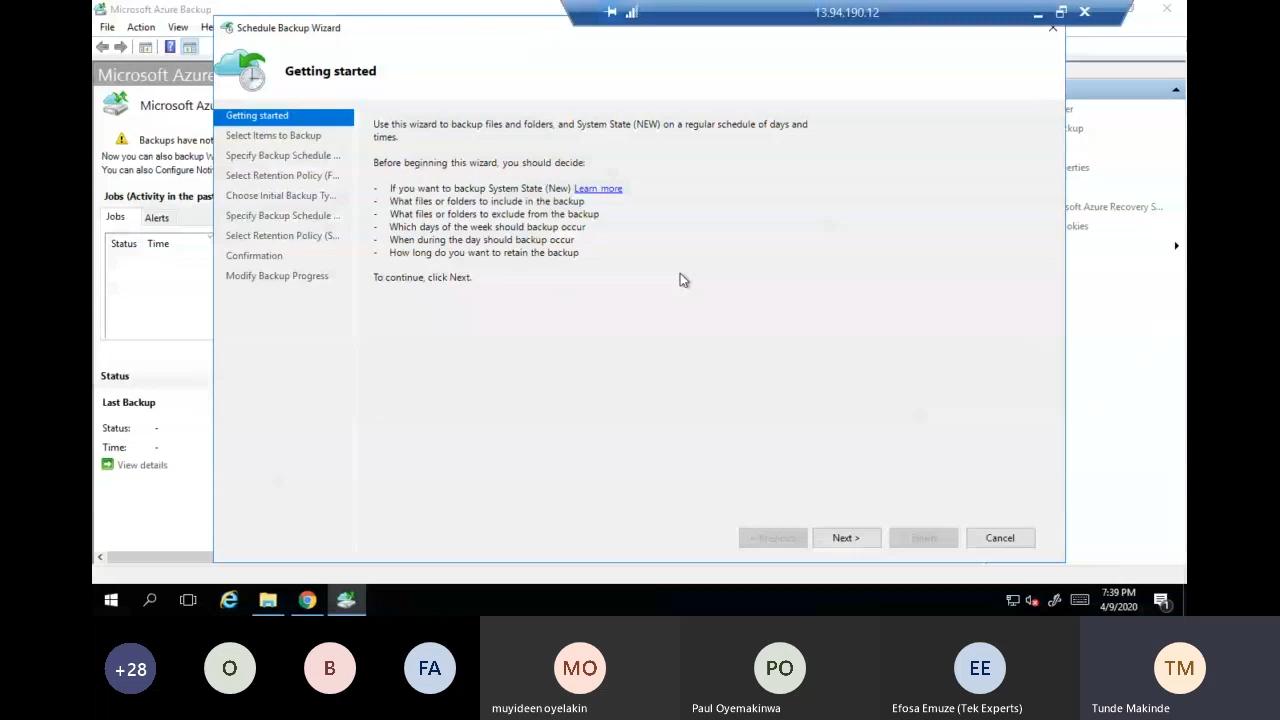 Microsoft Azure Backup
13.94.190.12
File Action View He
Schedule Backup Wizard
Getting started
Microsoft Azure
Microsoft Azu
Backups have not
Now you can also backup W
You can also Configure Noti
Jobs (Activity in the past
Jobs Alerts
Status Time
Status
Last Backup
Status: -
Time: -
View details
Getting started
Select Items to Backup
Specify Backup Schedule ...
Select Retention Policy (F...
Choose Initial Backup Ty...
Specify Backup Schedule ...
Select Retention Policy (S...
Confirmation
Modify Backup Progress
Use this wizard to backup files and folders, and System State (NEW) on a regular schedule of days and
times.
Before beginning this wizard, you should decide:
- If you want to backup System State (New) Learn more
- What files or folders to include in the backup
- What files or folders to exclude from the backup
- Which days of the week should backup occur
- When during the day should backup occur
- How long do you want to retain the backup
To continue, click Next.
Next >
Cancel
er
kup
erties
soft Azure Recovery S...
okies
7:39 PM
4/9/2020
1
+28
O
B
FA
MO
muyideen oyelakin
PO
Paul Oyemakinwa
EE
Efosa Emuze (Tek Experts)
TM
Tunde Makinde